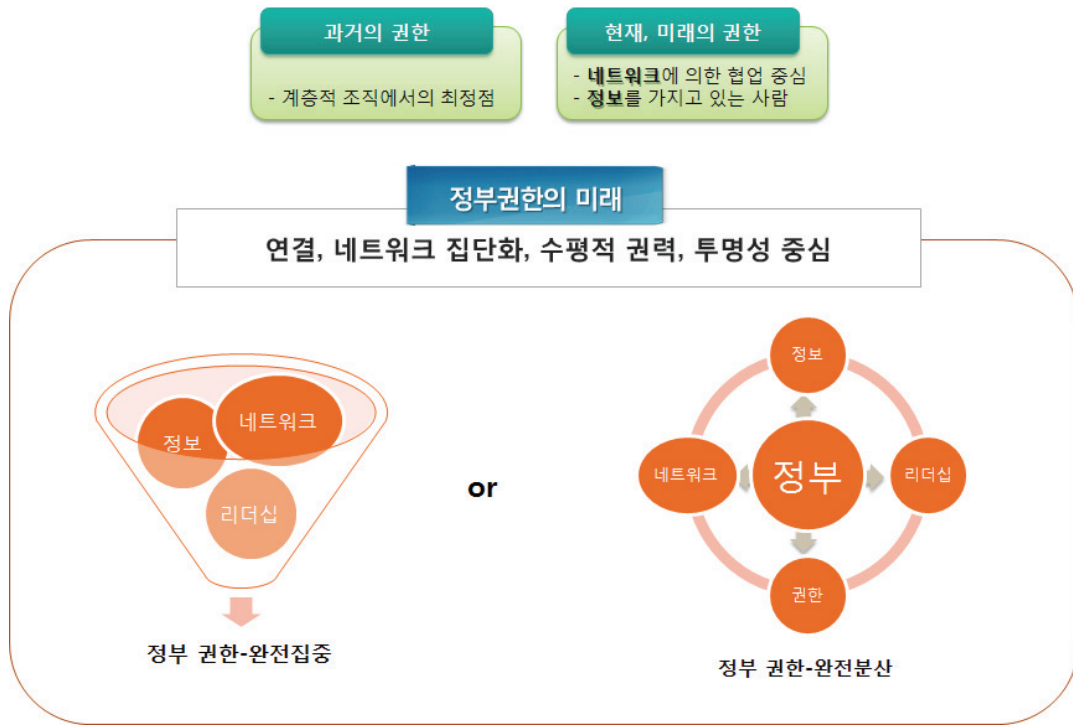 과거의 권한
- 계층적 조직에서의 최정점
현재, 미래의 권한
- 네트워크에 의한 협업 중심
- 정보를 가지고 있는 사람
정부권한의 미래
연결, 네트워크 집단화, 수평적 권력, 투명성 중심
네트워크
정보
리더십
정부 권한-완전집중
or
정보
네트워크
정부
리더십
권한
정부 권한-완전분산